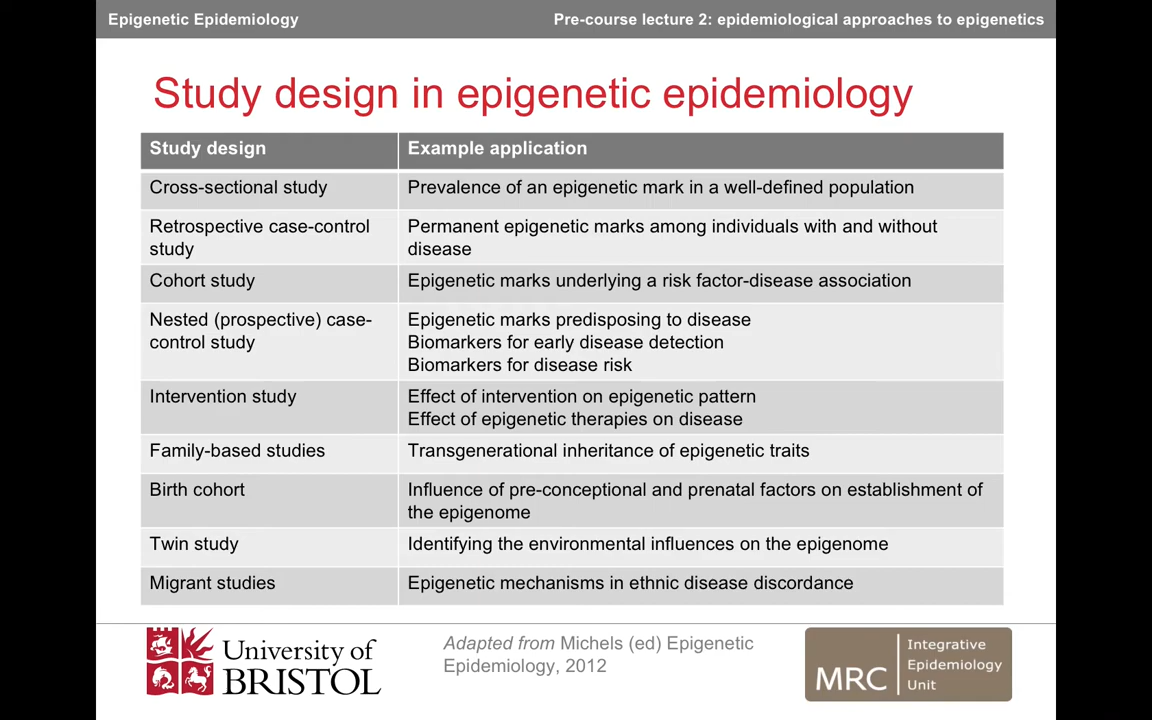 Epigenetic Epidemiology
Pre-course lecture 2: epidemiological approaches to epigenetics
Study design in epigenetic epidemiology
Study design
Example application
Cross-sectional study
Prevalence of an epigenetic mark in a well-defined population
Retrospective case-control
study
Permanent epigenetic marks among individuals with and without
disease
Cohort study
Epigenetic marks underlying a risk factor-disease association
Nested (prospective) case-
control study
Epigenetic marks predisposing to disease
Biomarkers for early disease detection
Biomarkers for disease risk
Intervention study
Effect of intervention on epigenetic pattern
Effect of epigenetic therapies on disease
Family-based studies
Transgenerational inheritance of epigenetic traits
Birth cohort
Influence of pre-conceptional and prenatal factors on establishment of
the epigenome
Twin study
Identifying the environmental influences on the epigenome
Migrant studies
Epigenetic mechanisms in ethnic disease discordance
University of
BRISTOL
Adapted from Michels (ed) Epigenetic
Epidemiology, 2012
MRC
Integrative
Epidemiology
Unit